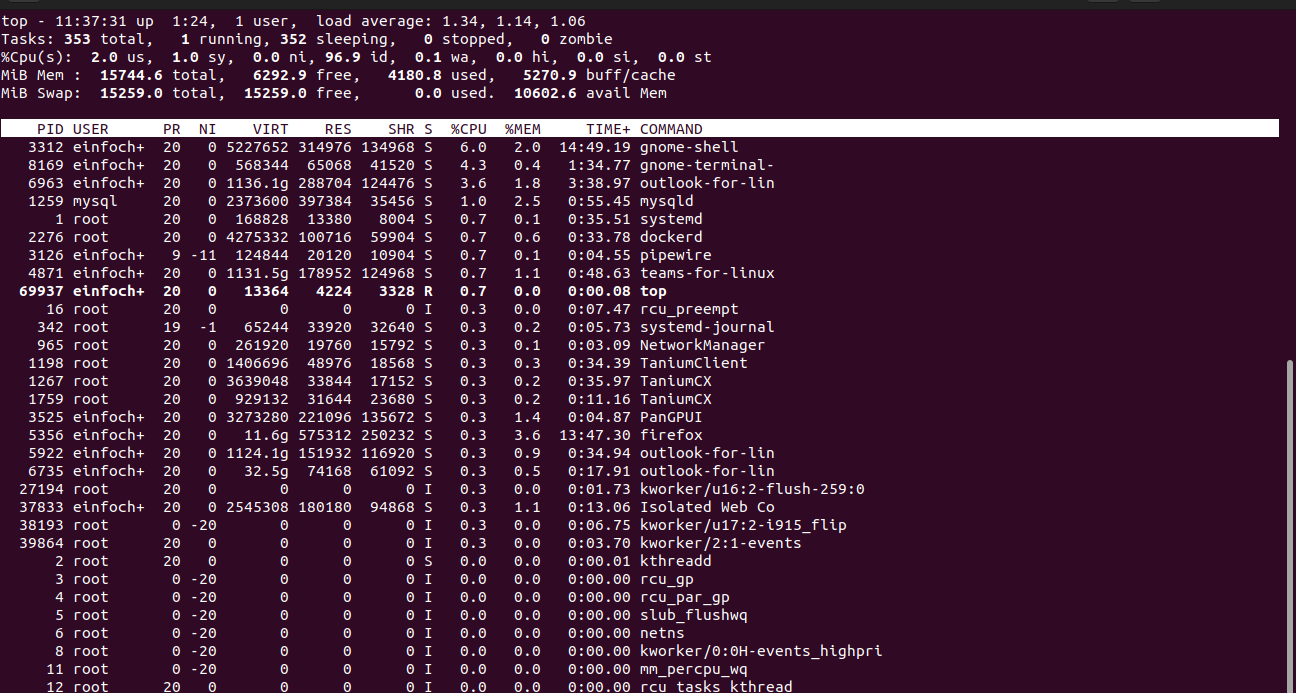 top - 11:37:31 up  1:24,  1 user,  load average: 1.34, 1.14, 1.06
Tasks: 353 total,   1 running, 352 sleeping,   0 stopped,   0 zombie
%Cpu(s):  2.0 us,  1.0 sy,  0.0 ni, 96.9 id,  0.1 wa,  0.0 hi,  0.0 si,  0.0 st
MiB Mem :  15744.6 total,   6292.9 free,   4180.8 used,   5270.9 buff/cache
MiB Swap:  15259.0 total,  15259.0 free,      0.0 used.  10602.6 avail Mem
PID USER      PR  NI    VIRT    RES    SHR S  %CPU  %MEM     TIME+ COMMAND
3312 einfoch+  20   0 5227652 314976 134968 S   6.0   2.0  14:49.19 gnome-shell
8169 einfoch+  20   0  568344  65068  41520 S   4.3   0.4   1:34.77 gnome-terminal-
6963 einfoch+  20   0 1136.1g 288704 124476 S   3.6   1.8   3:38.97 outlook-for-lin
1259 mysql     20   0 2373600 397384  35456 S   1.0   2.5   0:55.45 mysqld
1 root      20   0  168828  13380   8004 S   0.7   0.1   0:35.51 systemd
2276 root      20   0 4275332 100716  59904 S   0.7   0.6   0:33.78 dockerd
3126 einfoch+   9 -11  124844  20120  10904 S   0.7   0.1   0:04.55 pipewire
4871 einfoch+  20   0 1131.5g 178952 124968 S   0.7   1.1   0:48.63 teams-for-linux
69937 einfoch+  20   0   13364   4224   3328 R   0.7   0.0   0:00.08 top
16 root      20   0       0      0      0 I   0.3   0.0   0:07.47 rcu_preempt
342 root      19  -1   65244  33920  32640 S   0.3   0.2   0:05.73 systemd-journal
965 root      20   0  261920  19760  15792 S   0.3   0.1   0:03.09 NetworkManager
1198 root      20   0 1406696  48976  18568 S   0.3   0.3   0:34.39 TaniumClient
1267 root      20   0 3639048  33844  17152 S   0.3   0.2   0:35.97 TaniumCX
1759 root      20   0  929132  31644  23680 S   0.3   0.2   0:11.16 TaniumCX
3525 einfoch+  20   0 3273280 221096 135672 S   0.3   1.4   0:04.87 PanGPUI
5356 einfoch+  20   0   11.6g 575312 250232 S   0.3   3.6  13:47.30 firefox
5922 einfoch+  20   0 1124.1g 151932 116920 S   0.3   0.9   0:34.94 outlook-for-lin
6735 einfoch+  20   0   32.5g  74168  61092 S   0.3   0.5   0:17.91 outlook-for-lin
27194 root      20   0       0      0      0 I   0.3   0.0   0:01.73 kworker/u16:2-flush-259:0
37833 einfoch+  20   0 2545308 180180  94868 S   0.3   1.1   0:13.06 Isolated Web Co
38193 root       0 -20       0      0      0 I   0.3   0.0   0:06.75 kworker/u17:2-i915_flip
39864 root      20   0       0      0      0 I   0.3   0.0   0:03.70 kworker/2:1-events
2 root      20   0       0      0      0 S   0.0   0.0   0:00.01 kthreadd
3 root       0 -20       0      0      0 I   0.0   0.0   0:00.00 rcu_gp
4 root       0 -20       0      0      0 I   0.0   0.0   0:00.00 rcu_par_gp
5 root       0 -20       0      0      0 I   0.0   0.0   0:00.00 slub_flushwq
6 root       0 -20       0      0      0 I   0.0   0.0   0:00.00 netns
8 root       0 -20       0      0      0 I   0.0   0.0   0:00.00 kworker/0:0H-events_highpri
11 root       0 -20       0      0      0 I   0.0   0.0   0:00.00 mm_percpu_wq
12 root      20   0       0      0      0 I   0.0   0.0   0:00.00 rcu_tasks_kthread